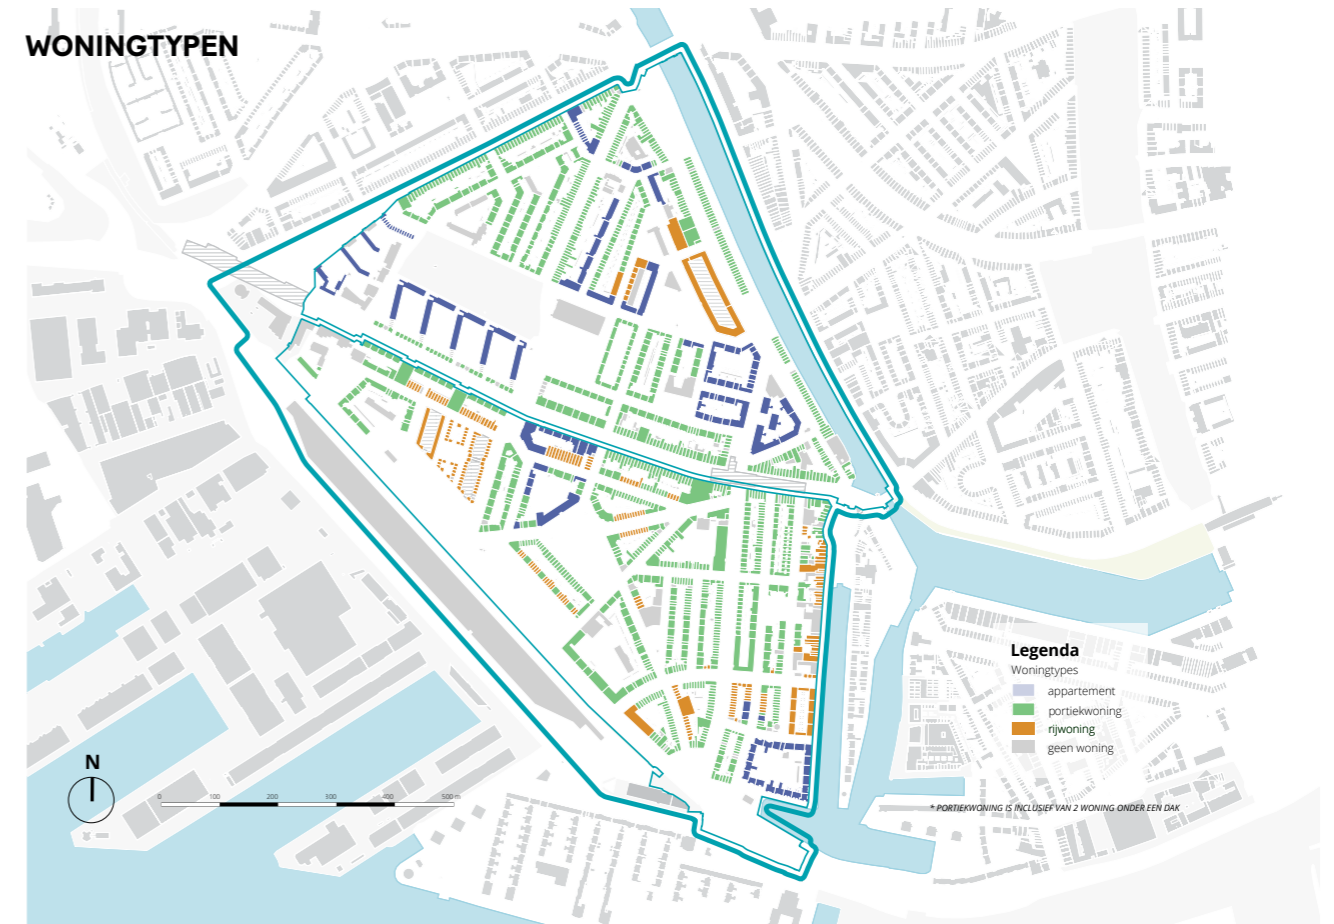 WONINGTYPEN
Legenda
Woningtypes
appartement
portiekwoning
rijwoning
geen woning
N
0 100 200 300 400 500 m
* PORTIEKWONING IS INCLUSIEF VAN 2 WONING ONDER EEN DAK